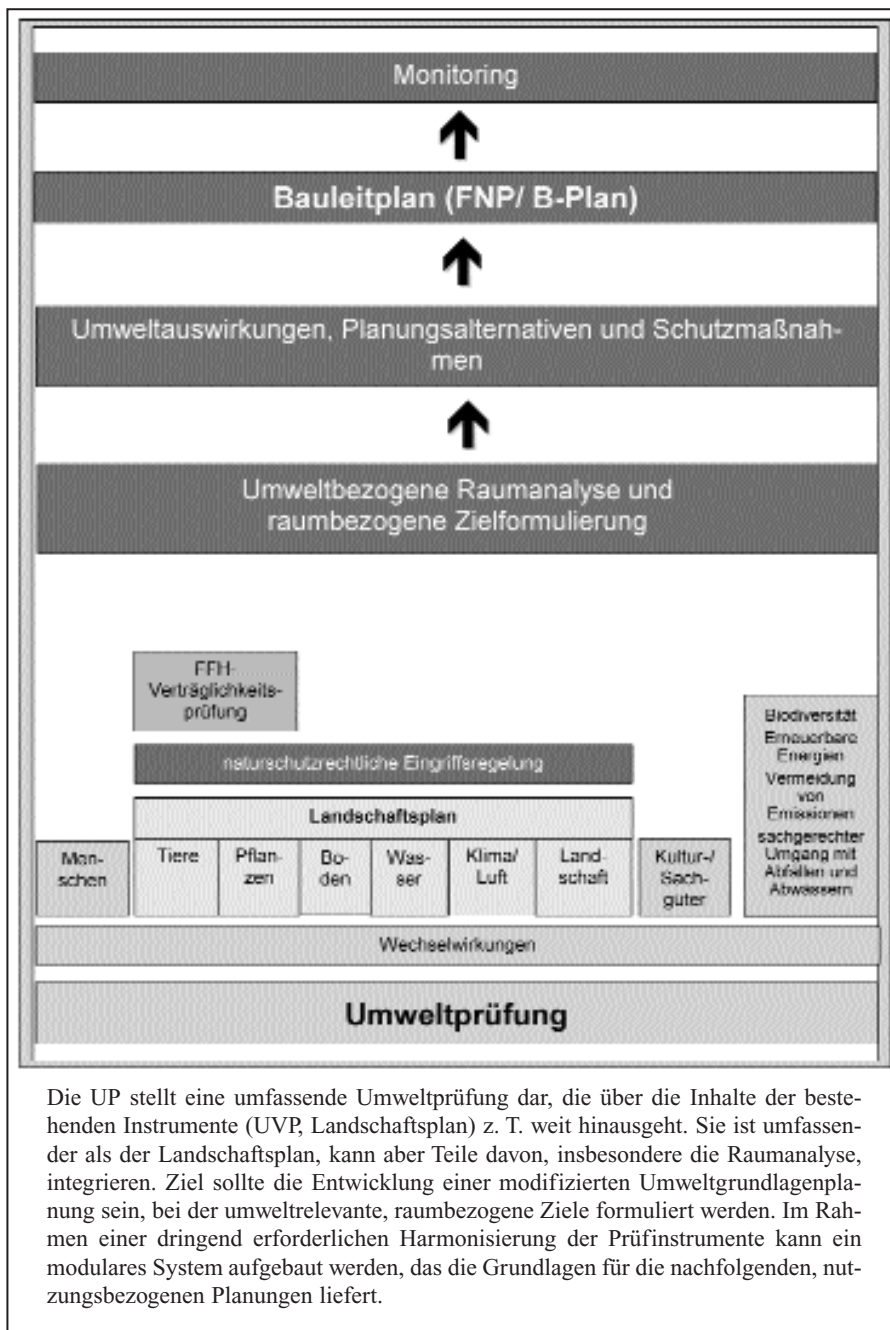 Monitoring
Bauleitplan (FNP/ B-Plan)
Umweltauswirkungen, Planungsalternativen und Schutzmaßnah-
men
Umweltbezogene Raumanalyse und
raumbezogene Zielformulierung
FFH-
Verträglichkeits-
prüfung
naturschutzrechtliche Eingriffsregelung
Landschaftsplan
Men-
schen
Tiere
Pflan-
zen
Bo-
den
Was-
ser
Klima/
Luft
Land-
schaft
Kultur-/
Sach-
güter
Biodiversität
Erneuerbare
Energien
Vermeidung
von
Emissionen
sachgerechter
Umgang mit
Abfällen und
Abwässern
Wechselwirkungen
Umweltprüfung
Die UP stellt eine umfassende Umweltprüfung dar, die über die Inhalte der beste-
henden Instrumente (UVP, Landschaftsplan) z. T. weit hinausgeht. Sie ist umfassen-
der als der Landschaftsplan, kann aber Teile davon, insbesondere die Raumanalyse,
integrieren. Ziel sollte die Entwicklung einer modifizierten Umweltgrundlagenpla-
nung sein, bei der umweltrelevante, raumbezogene Ziele formuliert werden. Im Rah-
men einer dringend erforderlichen Harmonisierung der Prüfinstrumente kann ein
modulares System aufgebaut werden, das die Grundlagen für die nachfolgenden, nut-
zungsbezogenen Planungen liefert.